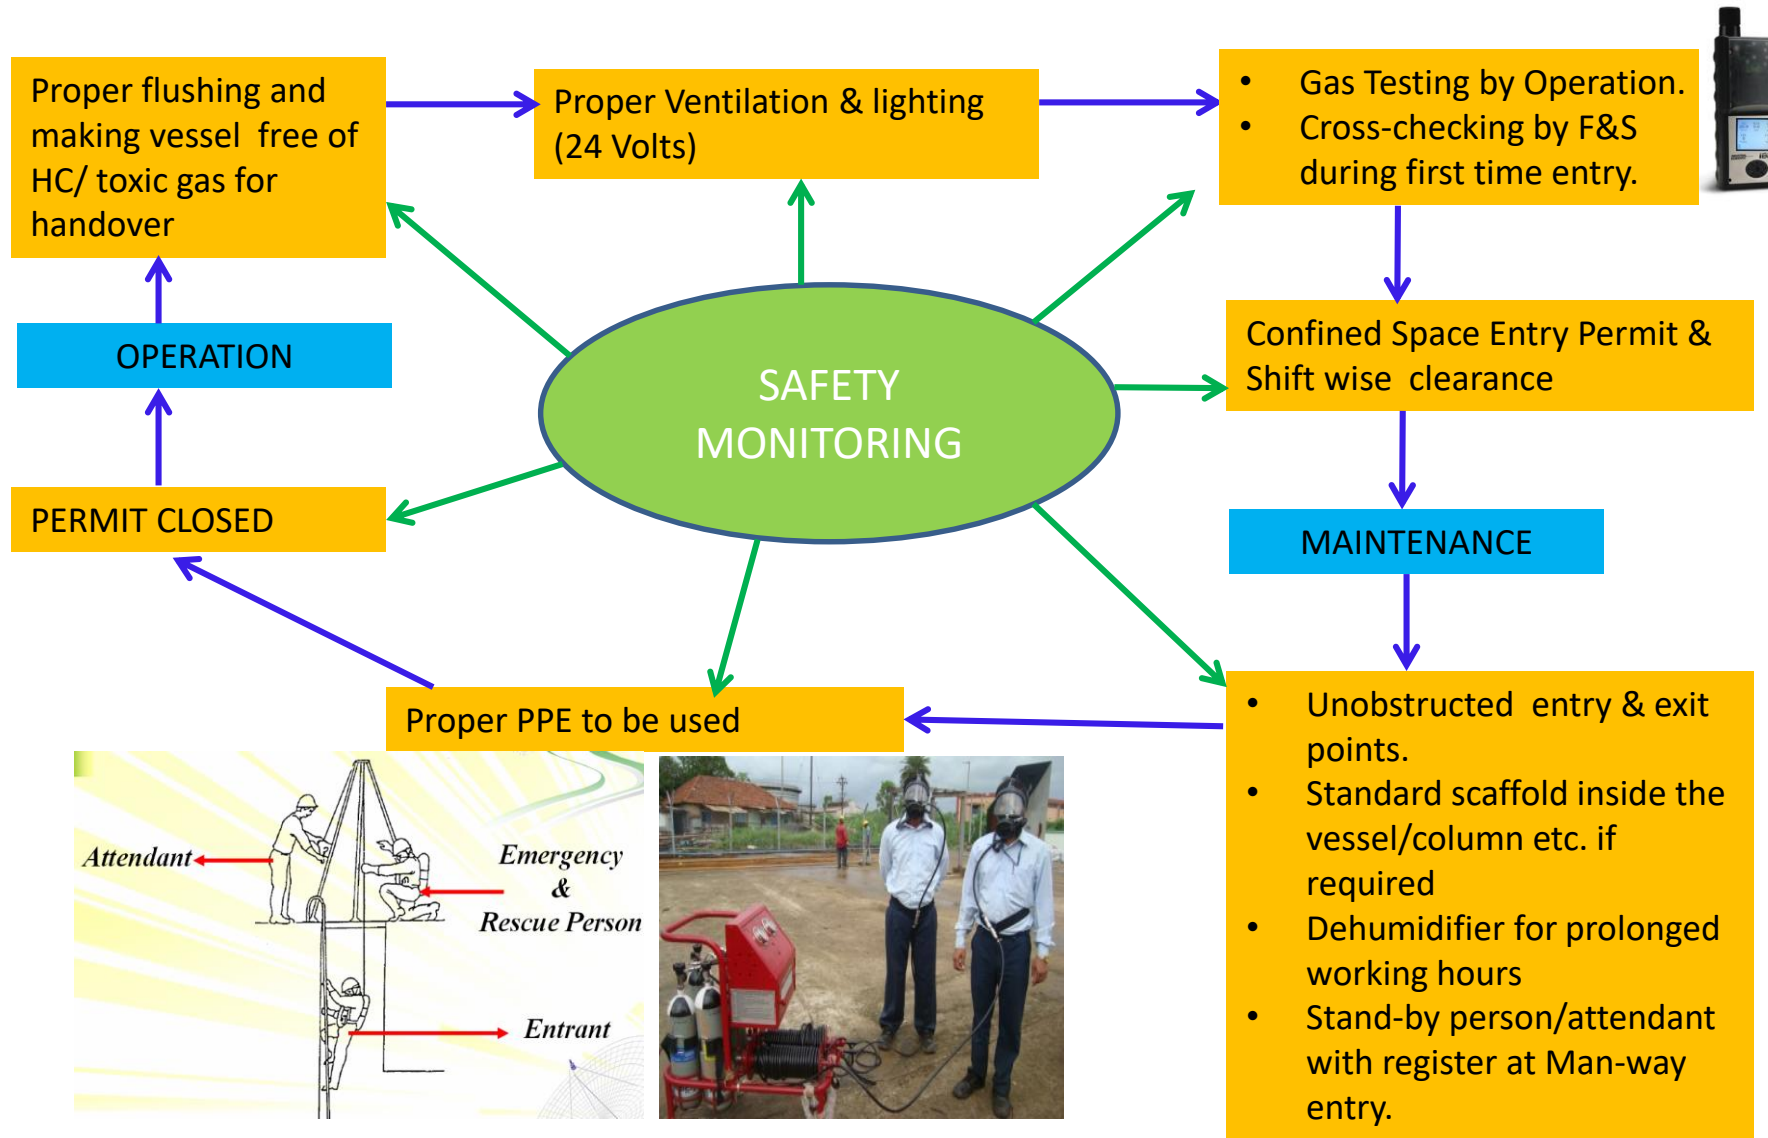 Proper flushing and
making vessel free of
HC/ toxic gas for
handover
Proper Ventilation & lighting
(24 Volts)
• Gas Testing by Operation.
• Cross-checking by F&S
during first time entry.
OPERATION
SAFETY
MONITORING
Confined Space Entry Permit &
Shift wise clearance
PERMIT CLOSED
MAINTENANCE
Proper PPE to be used
• Unobstructed entry & exit
points.
• Standard scaffold inside the
vessel/column etc. if
required
• Dehumidifier for prolonged
working hours
• Stand-by person/attendant
with register at Man-way
entry.
Attendant
Emergency
&
Rescue Person
Entrant